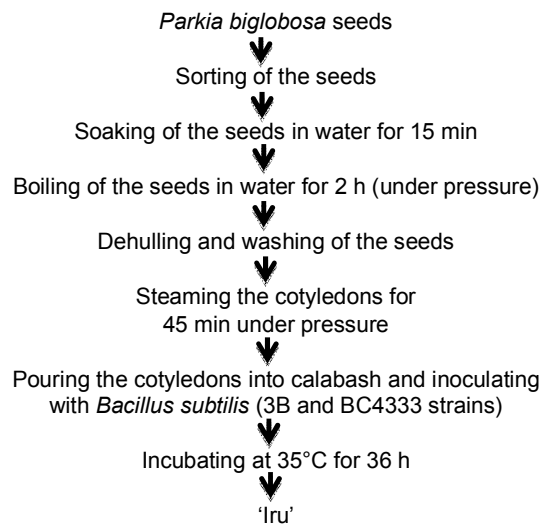 Parkia biglobosa seeds
Sorting of the seeds
Soaking of the seeds in water for 15 min
Boiling of the seeds in water for 2 h (under pressure)
Dehulling and washing of the seeds
Steaming the cotyledons for
45 min under pressure
Pouring the cotyledons into calabash and inoculating
with Bacillus subtilis (3B and BC4333 strains)
Incubating at 35°C for 36 h
‘Iru’